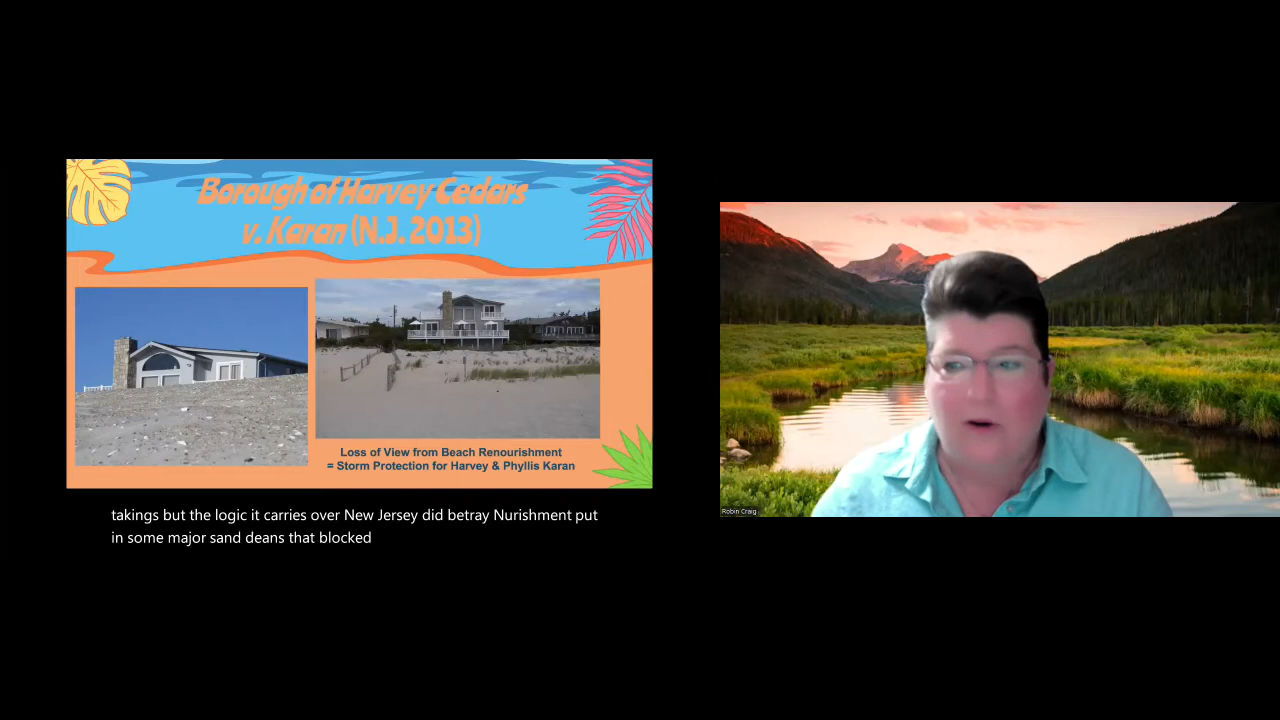 Borough of Harvey Cedars
v. Karan (N.J. 2013)
Loss of View from Beach Renourishment
= Storm Protection for Harvey & Phyllis Karan
takings but the logic it carries over New Jersey did betray Nurishment put
in some major sand deans that blocked
Robin Craig